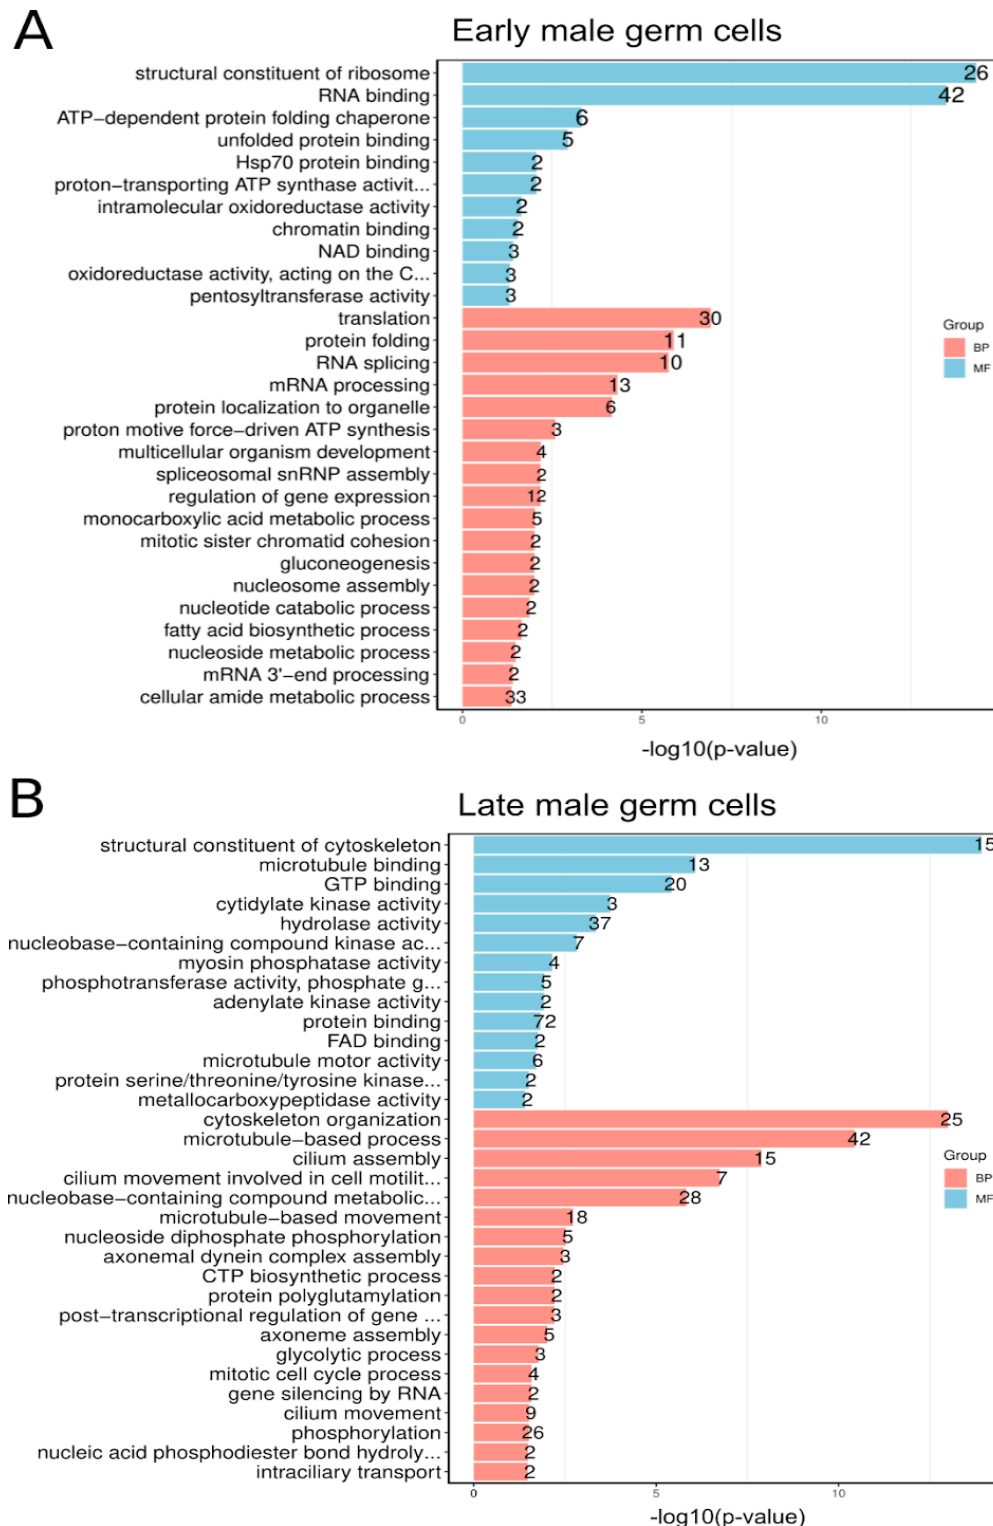 A
Early male germ cells
structural constituent of ribosome 26
RNA binding 42
ATP−dependent protein folding chaperone 6
unfolded protein binding 5
Hsp70 protein binding 2
proton−transporting ATP synthase activit... 2
intramolecular oxidoreductase activity 2
chromatin binding 2
NAD binding 3
oxidoreductase activity, acting on the C... 3
pentosyltransferase activity 3
translation 30
protein folding 11
RNA splicing 10
mRNA processing 13
protein localization to organelle 6
proton motive force−driven ATP synthesis 3
multicellular organism development 4
spliceosomal snRNP assembly 2
regulation of gene expression 12
monocarboxylic acid metabolic process 5
mitotic sister chromatid cohesion 2
gluconeogenesis 2
nucleosome assembly 2
nucleotide catabolic process 2
fatty acid biosynthetic process 2
nucleoside metabolic process 2
mRNA 3'−end processing 2
cellular amide metabolic process 33
Group
BP
MF
0 5 10
-log10(p-value)
B
Late male germ cells
structural constituent of cytoskeleton 15
microtubule binding 13
GTP binding 20
cytidylate kinase activity 3
hydrolase activity 37
nucleobase−containing compound kinase ac... 7
myosin phosphatase activity 4
phosphotransferase activity, phosphate g... 5
adenylate kinase activity 2
protein binding 72
FAD binding 2
microtubule motor activity 6
protein serine/threonine/tyrosine kinase... 2
metallocarboxypeptidase activity 2
cytoskeleton organization 25
microtubule−based process 42
cilium assembly 15
cilium movement involved in cell motilit... 7
nucleobase−containing compound metabolic... 28
microtubule−based movement 18
nucleoside diphosphate phosphorylation 5
axonemal dynein complex assembly 3
CTP biosynthetic process 2
protein polyglutamylation 2
post−transcriptional regulation of gene ... 3
axoneme assembly 5
glycolytic process 3
mitotic cell cycle process 4
gene silencing by RNA 2
cilium movement 9
phosphorylation 26
nucleic acid phosphodiester bond hydroly... 2
intraciliary transport 2
Group
BP
MF
0 5 10
-log10(p-value)